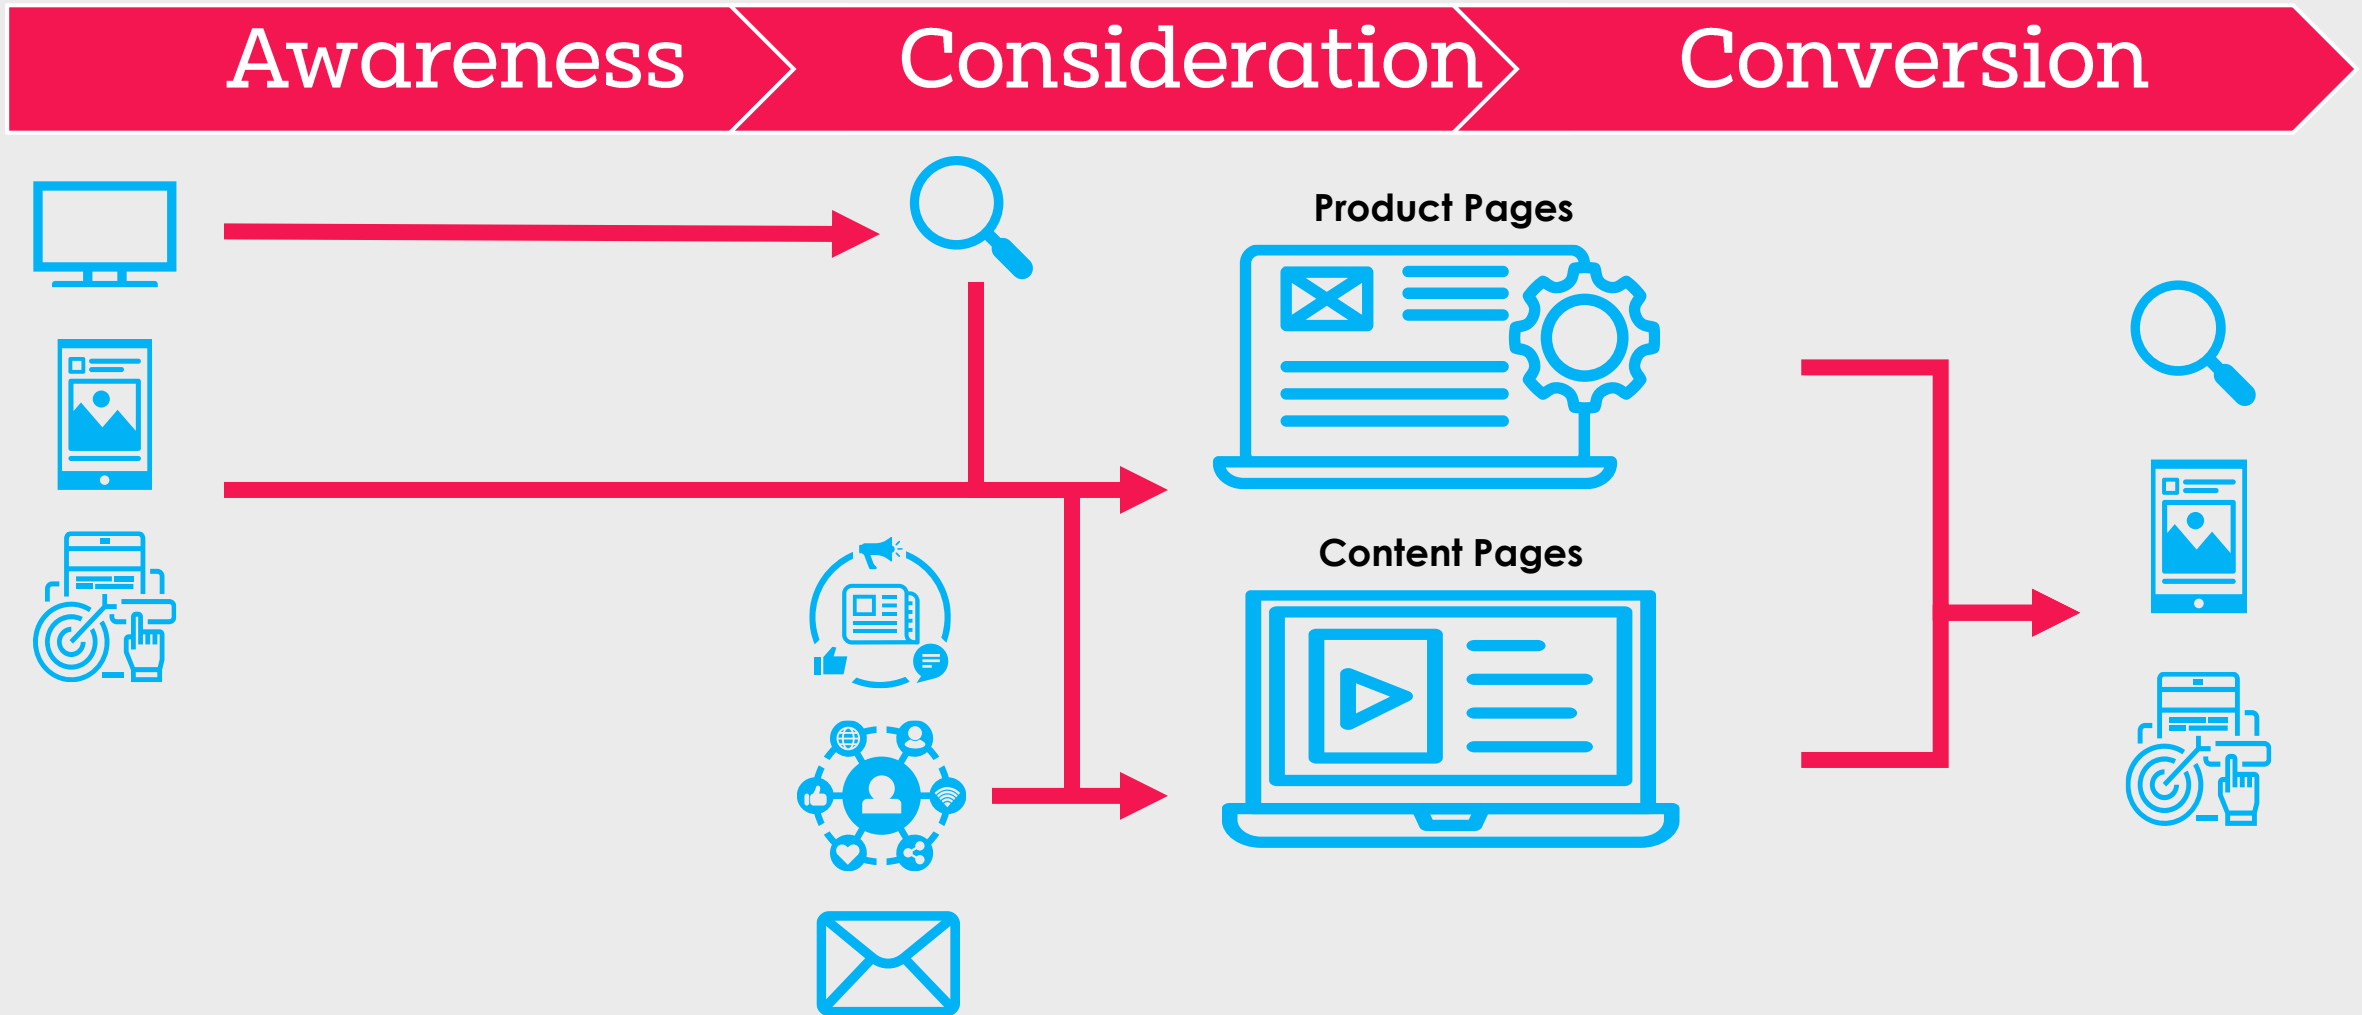 Awareness
Consideration
Conversion
Product Pages
Content Pages